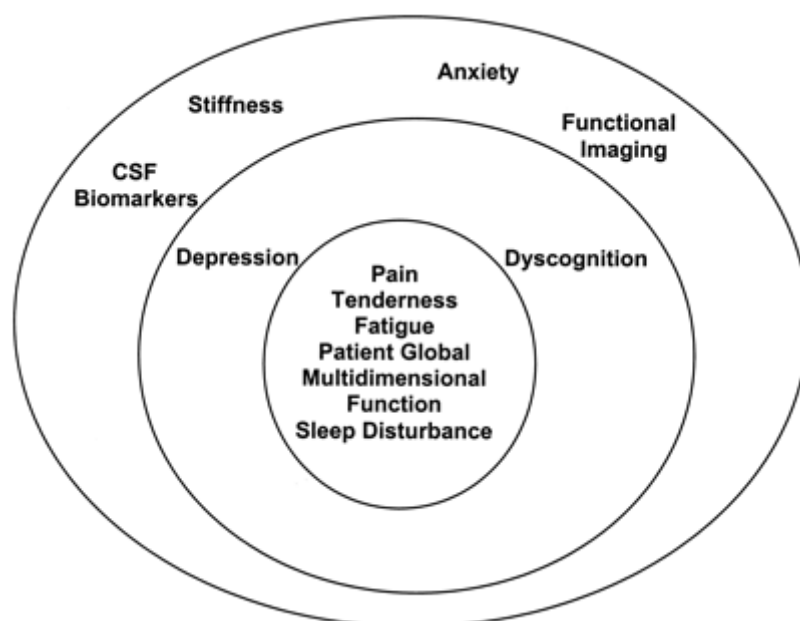 Anxiety
Stiffness
Functional
Imaging
CSF
Biomarkers
Depression
Dyscognition
Pain
Tenderness
Fatigue
Patient Global
Multidimensional
Function
Sleep Disturbance